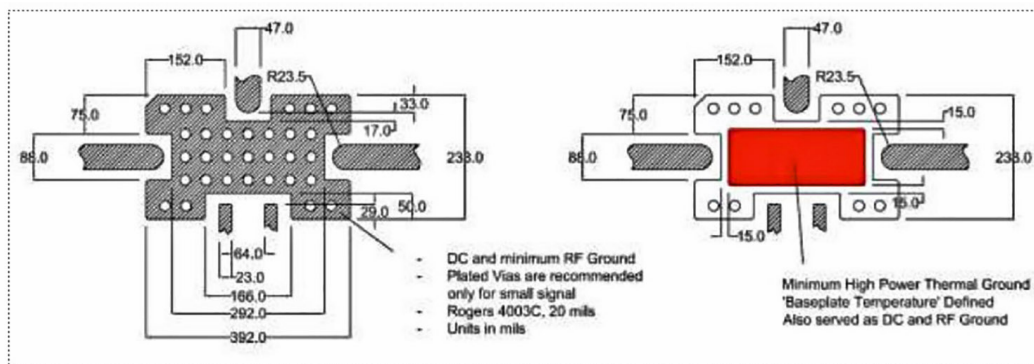 47.0
152.0
R23.5
33.0
75.0
17.0
88.0
238.0
29.0
50.0
64.0
23.0
166.0
292.0
392.0
- DC and minimum RF Ground
- Plated Vias are recommended
only for small signal
- Rogers 4003C, 20 mils
- Units in mils
47.0
152.0
R23.5
15.0
75.0
88.0
238.0
15.0
15.0
Minimum High Power Thermal Ground
'Baseplate Temperature' Defined
Also served as DC and RF Ground